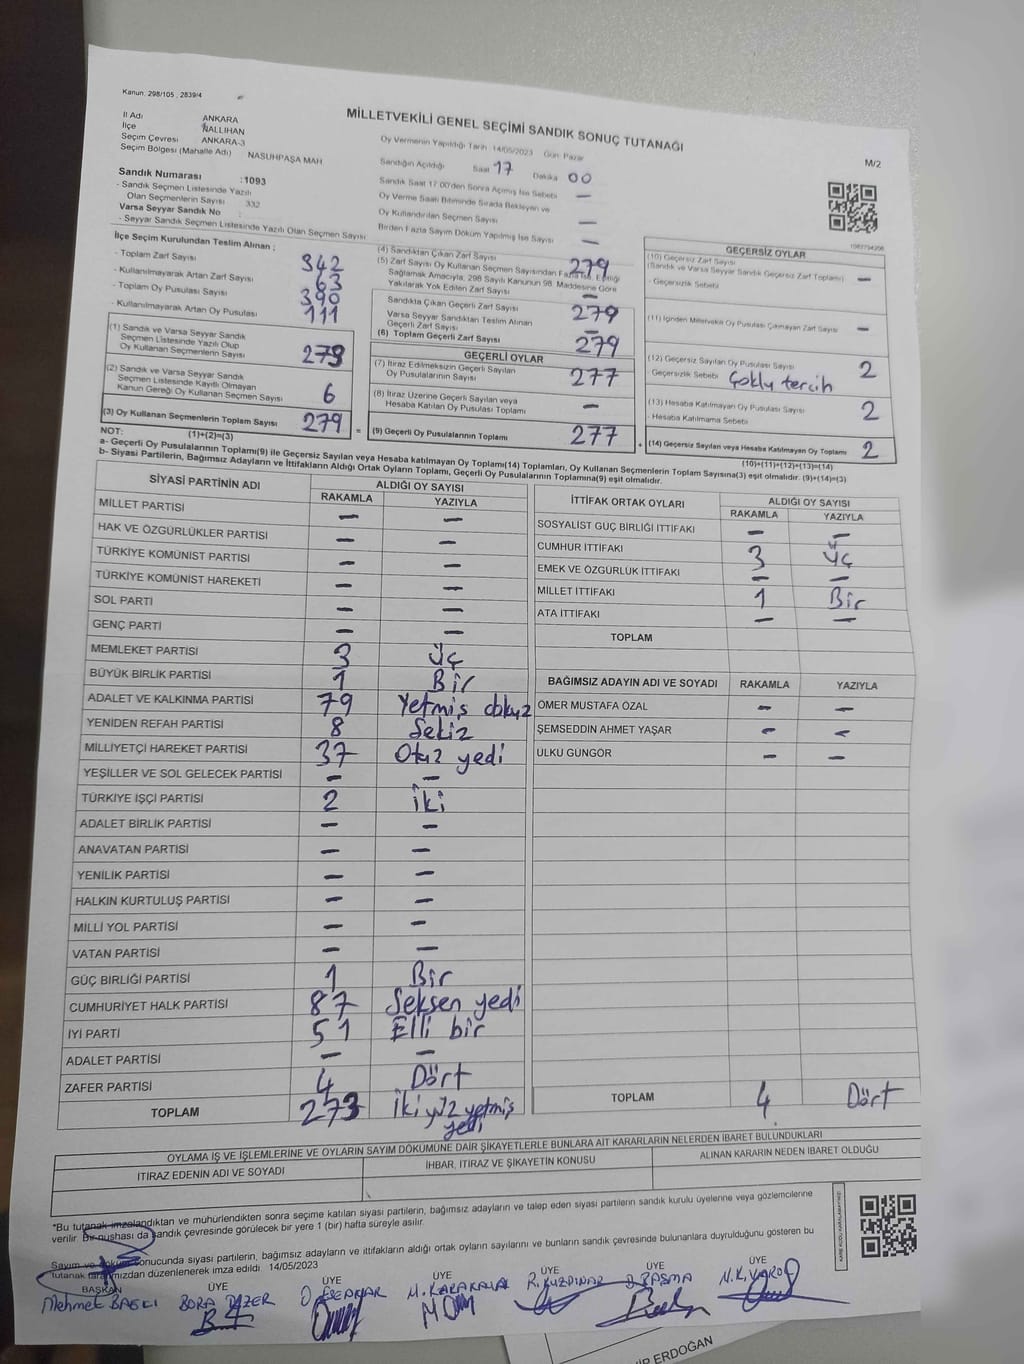 Kanun: 298/105 , 2839/4
MİLLETVEKİLİ GENEL SEÇİMİ SANDIK SONUÇ TUTANAĞI
M/2
İl Adı ANKARA
İlçe NALLIHAN
Seçim Çevresi ANKARA-3
Seçim Bölgesi (Mahalle Adı) NASUHPAŞA MAH
Sandık Numarası :1093
- Sandık Seçmen Listesinde Yazılı
Olan Seçmenlerin Sayısı 332
Varsa Seyyar Sandık No
- Seyyar Sandık Seçmen Listesinde Yazılı Olan Seçmen Sayısı
Oy Vermenin Yapıldığı Tarih: 14/05/2023 Gün: Pazar
Sandığın Açıldığı Saat 17 Dakika 00
Sandık Saat 17:00'den Sonra Açılmış İse Sebebi —
Oy Verme Saati Bitiminde Sırada Bekleyen ve
Oy Kullandırılan Seçmen Sayısı —
Birden Fazla Sayım Döküm Yapılmış İse Sayısı —
İlçe Seçim Kurulundan Teslim Alınan ;
- Toplam Zarf Sayısı 342
- Kullanılmayarak Artan Zarf Sayısı 63
- Toplam Oy Pusulası Sayısı 390
- Kullanılmayarak Artan Oy Pusulası 111
(1) Sandık ve Varsa Seyyar Sandık
Seçmen Listesinde Yazılı Olup
Oy Kullanan Seçmenlerin Sayısı 273
(2) Sandık ve Varsa Seyyar Sandık
Seçmen Listesinde Kayıtlı Olmayan
Kanun Gereği Oy Kullanan Seçmen Sayısı 6
(3) Oy Kullanan Seçmenlerin Toplam Sayısı 279
(1)+(2)=(3)
(4) Sandıktan Çıkan Zarf Sayısı 279
(5) Zarf Sayısı Oy Kullanan Seçmen Sayısından Fazla İse, Eşitliği
Sağlamak Amacıyla, 298 Sayılı Kanunun 98. Maddesine Göre
Yakılarak Yok Edilen Zarf Sayısı —
Sandıkta Çıkan Geçerli Zarf Sayısı 279
Varsa Seyyar Sandıktan Teslim Alınan
Geçerli Zarf Sayısı —
(6) Toplam Geçerli Zarf Sayısı 279
GEÇERLİ OYLAR
(7) İtiraz Edilmeksizin Geçerli Sayılan
Oy Pusulalarının Sayısı 277
(8) İtiraz Üzerine Geçerli Sayılan veya
Hesaba Katılan Oy Pusulası Toplamı —
= (9) Geçerli Oy Pusulalarının Toplamı 277
GEÇERSİZ OYLAR
(10) Geçersiz Zarf Sayısı
(Sandık ve Varsa Seyyar Sandık Geçersiz Zarf Toplamı) —
- Geçersizlik Sebebi
(11) İçinden Milletvekili Oy Pusulası Çıkmayan Zarf Sayısı —
(12) Geçersiz Sayılan Oy Pusulası Sayısı 2
Geçersizlik Sebebi Çoklu tercih
(13) Hesaba Katılmayan Oy Pusulası Sayısı 2
- Hesaba Katılmama Sebebi
+ (14) Geçersiz Sayılan veya Hesaba Katılmayan Oy Toplamı 2
(10)+(11)+(12)+(13)=(14)
NOT:
a- Geçerli Oy Pusulalarının Toplamı(9) ile Geçersiz Sayılan veya Hesaba katılmayan Oy Toplamı(14) Toplamları, Oy Kullanan Seçmenlerin Toplam Sayısına(3) eşit olmalıdır. (9)+(14)=(3)
b- Siyasi Partilerin, Bağımsız Adayların ve İttifakların Aldığı Ortak Oyların Toplamı, Geçerli Oy Pusulalarının Toplamına(9) eşit olmalıdır.
SİYASİ PARTİNİN ADI ALDIĞI OY SAYISI
RAKAMLA YAZIYLA
MİLLET PARTİSİ — —
HAK VE ÖZGÜRLÜKLER PARTİSİ — —
TÜRKİYE KOMÜNİST PARTİSİ — —
TÜRKİYE KOMÜNİST HAREKETİ — —
SOL PARTİ — —
GENÇ PARTİ — —
MEMLEKET PARTİSİ 3 Üç
BÜYÜK BİRLİK PARTİSİ 1 Bir
ADALET VE KALKINMA PARTİSİ 79 Yetmiş dokuz
YENİDEN REFAH PARTİSİ 8 Sekiz
MİLLİYETÇİ HAREKET PARTİSİ 37 Otuz yedi
YEŞİLLER VE SOL GELECEK PARTİSİ — —
TÜRKİYE İŞÇİ PARTİSİ 2 İki
ADALET BİRLİK PARTİSİ — —
ANAVATAN PARTİSİ — —
YENİLİK PARTİSİ — —
HALKIN KURTULUŞ PARTİSİ — —
MİLLİ YOL PARTİSİ — —
VATAN PARTİSİ — —
GÜÇ BİRLİĞİ PARTİSİ 1 Bir
CUMHURİYET HALK PARTİSİ 87 Seksen yedi
İYİ PARTİ 51 Elli bir
ADALET PARTİSİ — —
ZAFER PARTİSİ 4 Dört
TOPLAM 273 İki yüz yetmiş
yedi
İTTİFAK ORTAK OYLARI ALDIĞI OY SAYISI
RAKAMLA YAZIYLA
SOSYALİST GÜÇ BİRLİĞİ İTTİFAKI — —
CUMHUR İTTİFAKI 3 Üç
EMEK VE ÖZGÜRLÜK İTTİFAKI — —
MİLLET İTTİFAKI 1 Bir
ATA İTTİFAKI — —
TOPLAM
BAĞIMSIZ ADAYIN ADI VE SOYADI RAKAMLA YAZIYLA
ÖMER MUSTAFA ÖZAL — —
ŞEMSEDDİN AHMET YAŞAR — —
ÜLKÜ GÜNGÖR — —
TOPLAM 4 Dört
OYLAMA İŞ VE İŞLEMLERİNE VE OYLARIN SAYIM DÖKÜMÜNE DAİR ŞİKAYETLERLE BUNLARA AİT KARARLARIN NELERDEN İBARET BULUNDUKLARI
İTİRAZ EDENİN ADI VE SOYADI İHBAR, İTİRAZ VE ŞİKAYETİN KONUSU ALINAN KARARIN NEDEN İBARET OLDUĞU
*Bu tutanak imzalandıktan ve mühürlendikten sonra seçime katılan siyasi partilerin, bağımsız adayların ve talep eden siyasi partilerin sandık kurulu üyelerine veya gözlemcilerine
verilir. Bir nüshası da sandık çevresinde görülecek bir yere 1 (bir) hafta süreyle asılır.
Sayım ve döküm sonucunda siyasi partilerin, bağımsız adayların ve ittifakların aldığı ortak oyların sayılarını ve bunların sandık çevresinde bulunanlara duyrulduğunu gösteren bu
tutanak tarafımızdan düzenlenerek imza edildi. 14/05/2023
BAŞKAN ÜYE ÜYE ÜYE ÜYE ÜYE ÜYE
Mehmet BAĞLI BORA M. KARAKAYA B. BASMA
ERDOĞAN